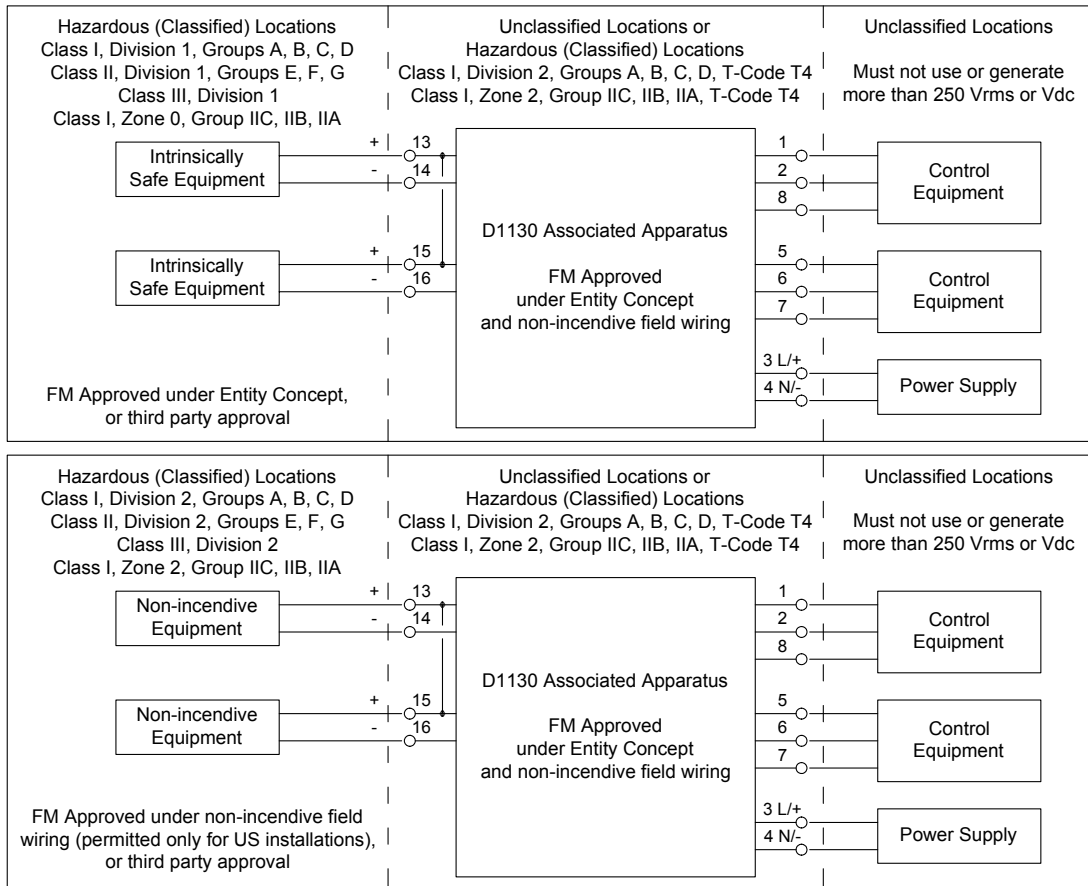 Hazardous (Classified) Locations
Class I, Division 1, Groups A, B, C, D
Class II, Division 1, Groups E, F, G
Class III, Division 1
Class I, Zone 0, Group IIC, IIB, IIA
Unclassified Locations or
Hazardous (Classified) Locations
Class I, Division 2, Groups A, B, C, D, T-Code T4
Class I, Zone 2, Group IIC, IIB, IIA, T-Code T4
Unclassified Locations
Must not use or generate
more than 250 Vrms or Vdc
Intrinsically
Safe Equipment
+ 13
- 14
Intrinsically
Safe Equipment
+ 15
- 16
D1130 Associated Apparatus
FM Approved
under Entity Concept
and non-incendive field wiring
1
2
8
Control
Equipment
5
6
7
Control
Equipment
3 L/+
4 N/-
Power Supply
FM Approved under Entity Concept,
or third party approval
Hazardous (Classified) Locations
Class I, Division 2, Groups A, B, C, D
Class II, Division 2, Groups E, F, G
Class III, Division 2
Class I, Zone 2, Group IIC, IIB, IIA
Unclassified Locations or
Hazardous (Classified) Locations
Class I, Division 2, Groups A, B, C, D, T-Code T4
Class I, Zone 2, Group IIC, IIB, IIA, T-Code T4
Unclassified Locations
Must not use or generate
more than 250 Vrms or Vdc
Non-incendive
Equipment
+ 13
- 14
Non-incendive
Equipment
+ 15
- 16
D1130 Associated Apparatus
FM Approved
under Entity Concept
and non-incendive field wiring
1
2
8
Control
Equipment
5
6
7
Control
Equipment
3 L/+
4 N/-
Power Supply
FM Approved under non-incendive field
wiring (permitted only for US installations),
or third party approval